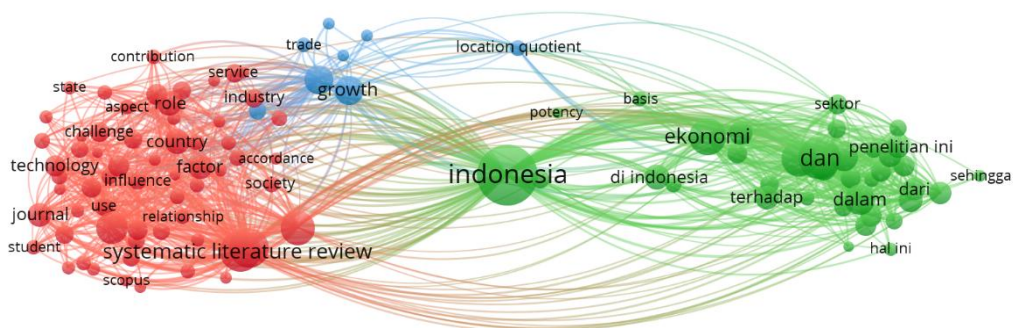 trade
location quotient
contribution
state
service
growth
industry
aspect
role
potency
basis
sektor
challenge
country
ekonomi
penelitian ini
technology
factor
accordance
dan
influence
society
indonesia
di indonesia
sehingga
use
terhadap
dalam
dari
journal
relationship
student
systematic literature review
hal ini
scopus